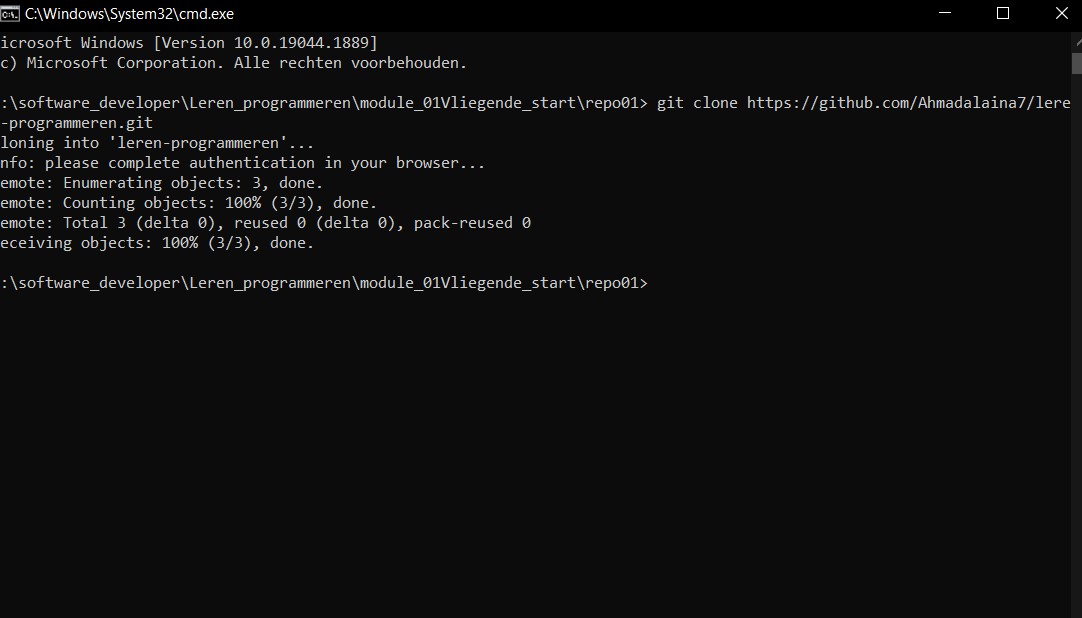 C:\Windows\System32\cmd.exe
icrosoft Windows [Version 10.0.19044.1889]
c) Microsoft Corporation. Alle rechten voorbehouden.
:\software_developer\Leren_programmeren\module_01Vliegende_start\repo01> git clone https://github.com/Ahmadalaina7/lere
-programmeren.git
loning into 'leren-programmeren'...
nfo: please complete authentication in your browser...
emote: Enumerating objects: 3, done.
emote: Counting objects: 100% (3/3), done.
emote: Total 3 (delta 0), reused 0 (delta 0), pack-reused 0
eceiving objects: 100% (3/3), done.
:\software_developer\Leren_programmeren\module_01Vliegende_start\repo01>